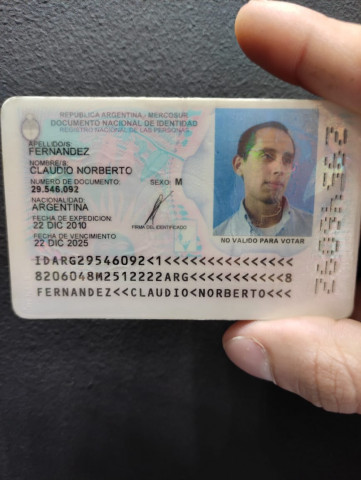 REPÚBLICA ARGENTINA - MERCOSUR
DOCUMENTO NACIONAL DE IDENTIDAD
REGISTRO NACIONAL DE LAS PERSONAS
APELLIDO/S:
FERNANDEZ
NOMBRE/S:
CLAUDIO NORBERTO
NUMERO DE DOCUMENTO: SEXO: M
29.546.092
NACIONALIDAD
ARGENTINA
FECHA DE EXPEDICION
22 DIC 2010
FIRMA DEL IDENTIFICADO
FECHA DE VENCIMIENTO
22 DIC 2025
NO VALIDO PARA VOTAR
IDARG29546092<1<<<<<<<<<<<<<<<
8206048M2512222ARG<<<<<<<<<<<8
FERNANDEZ<<CLAUDIO<NORBERTO<<<